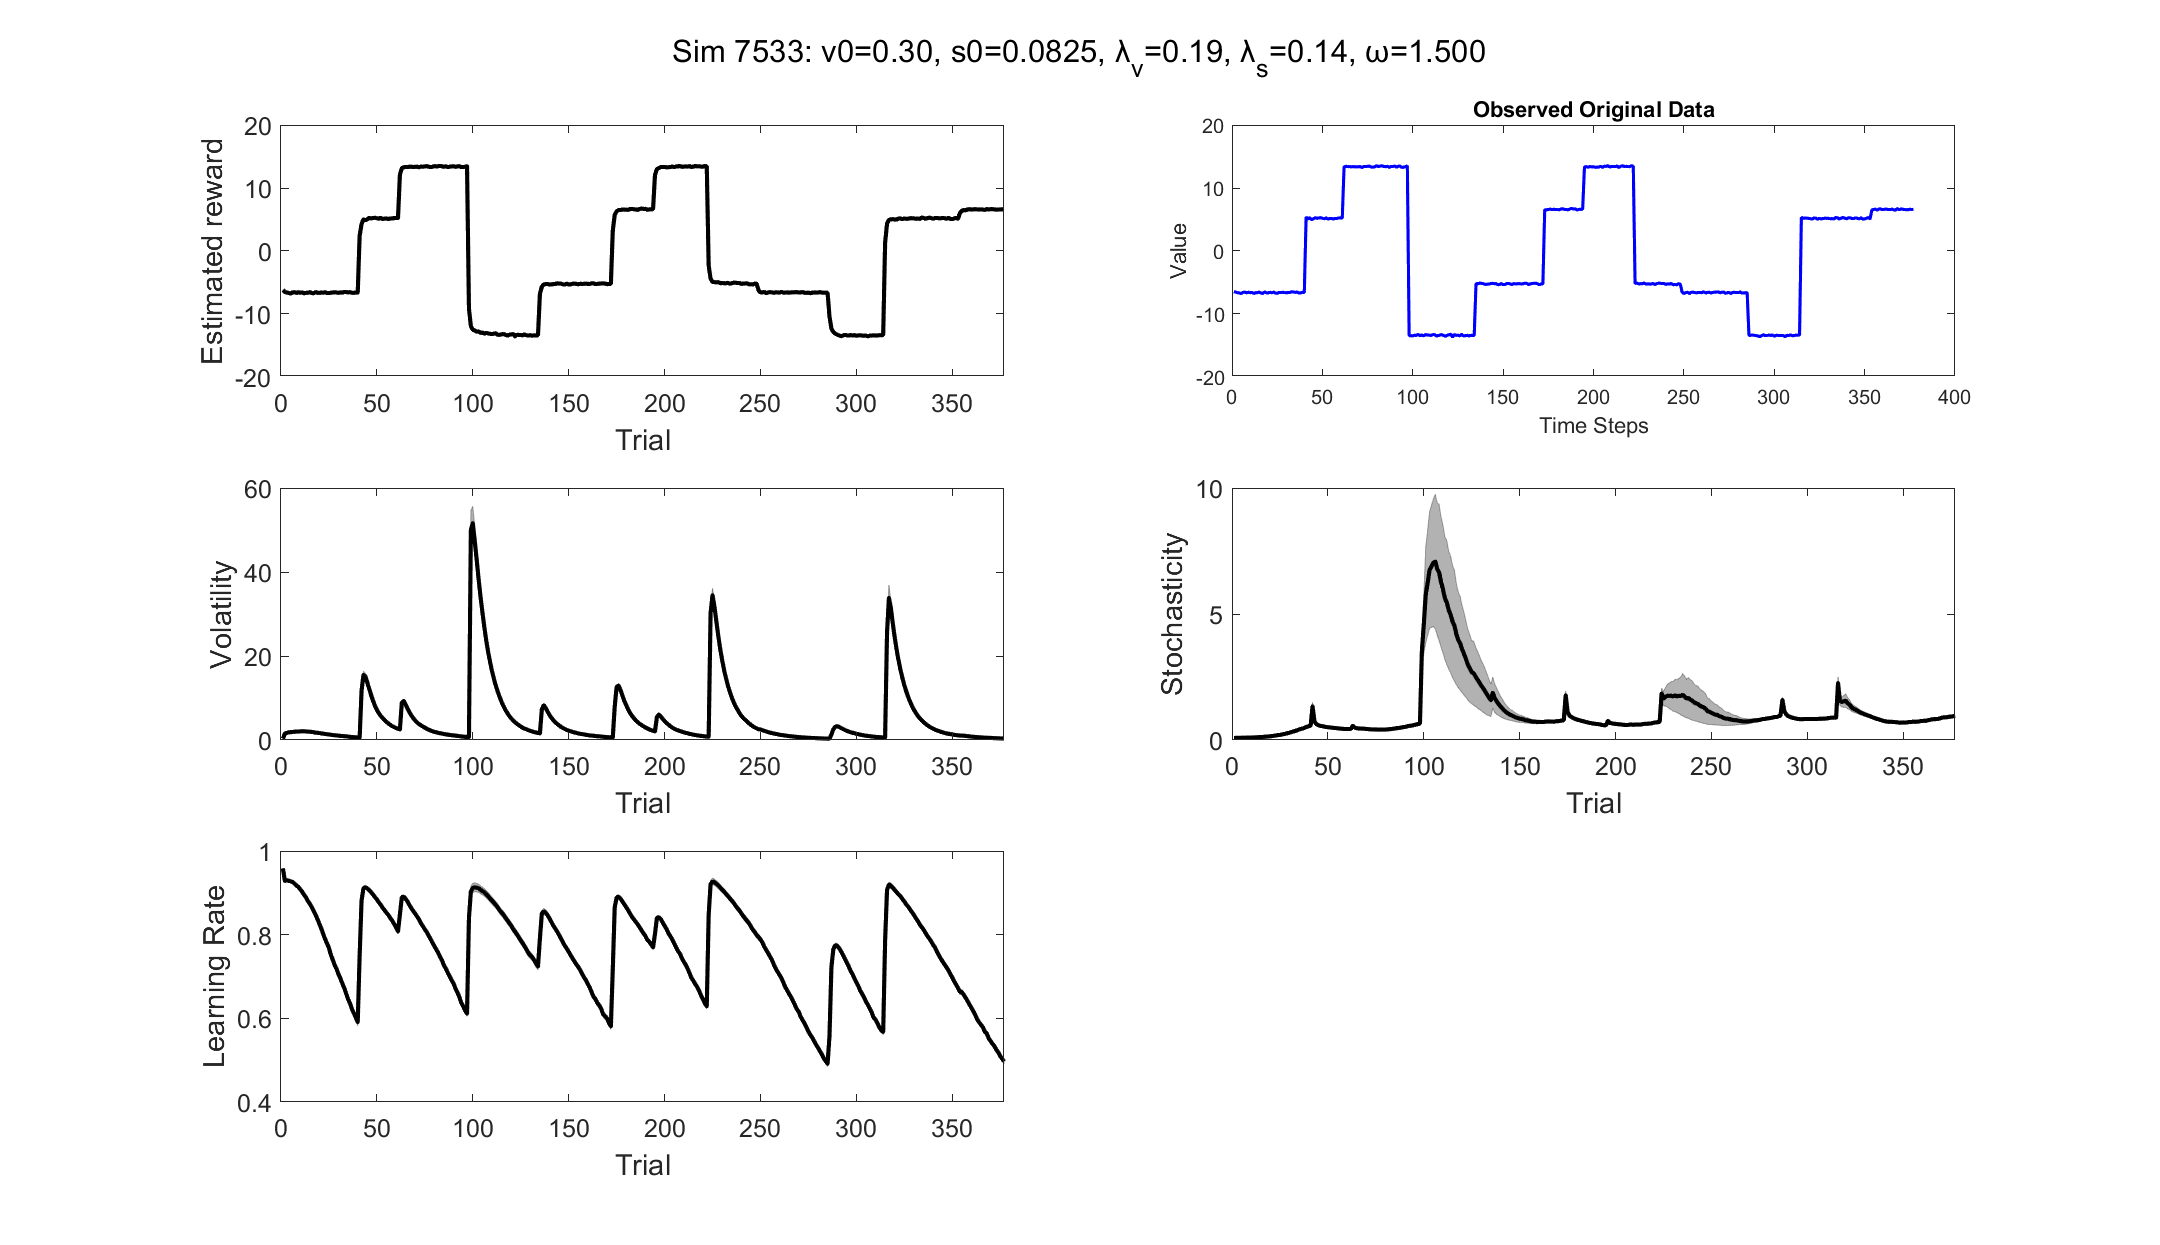 Sim 7533: v0=0.30, s0=0.0825, λv=0.19, λs=0.14, ω=1.500
Estimated reward
20
10
0
-10
-20
0 50 100 150 200 250 300 350
Trial
Observed Original Data
Value
20
10
0
-10
-20
0 50 100 150 200 250 300 350 400
Time Steps
Volatility
60
40
20
0
0 50 100 150 200 250 300 350
Trial
Stochasticity
10
5
0
0 50 100 150 200 250 300 350
Trial
Learning Rate
1
0.8
0.6
0.4
0 50 100 150 200 250 300 350
Trial